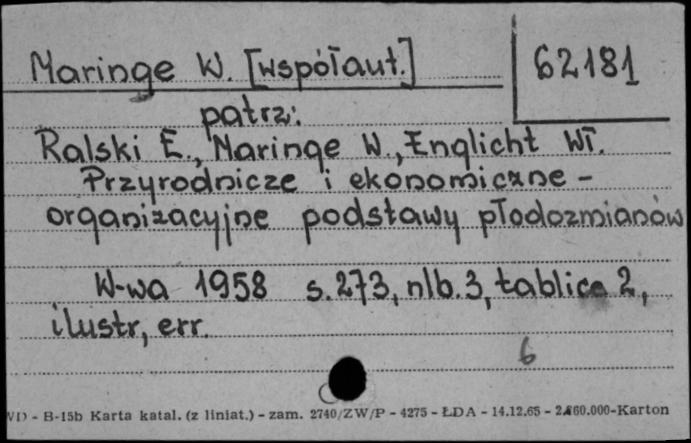 Maringe W. [współaut.]
62181
patrz:
Ralski E., Maringe W., Englicht Wł.
Przyrodnicze i ekonomiczne -
organizacyjne podstawy płodozmianów
W-wa 1958 s. 273, nlb. 3, tablice 2,
ilustr, err.
6
WD - B-15b Karta katal. (z liniat.) - zam. 2740/ZW/P - 4275 - ŁDA - 14.12.65 - 2.460.000-Karton